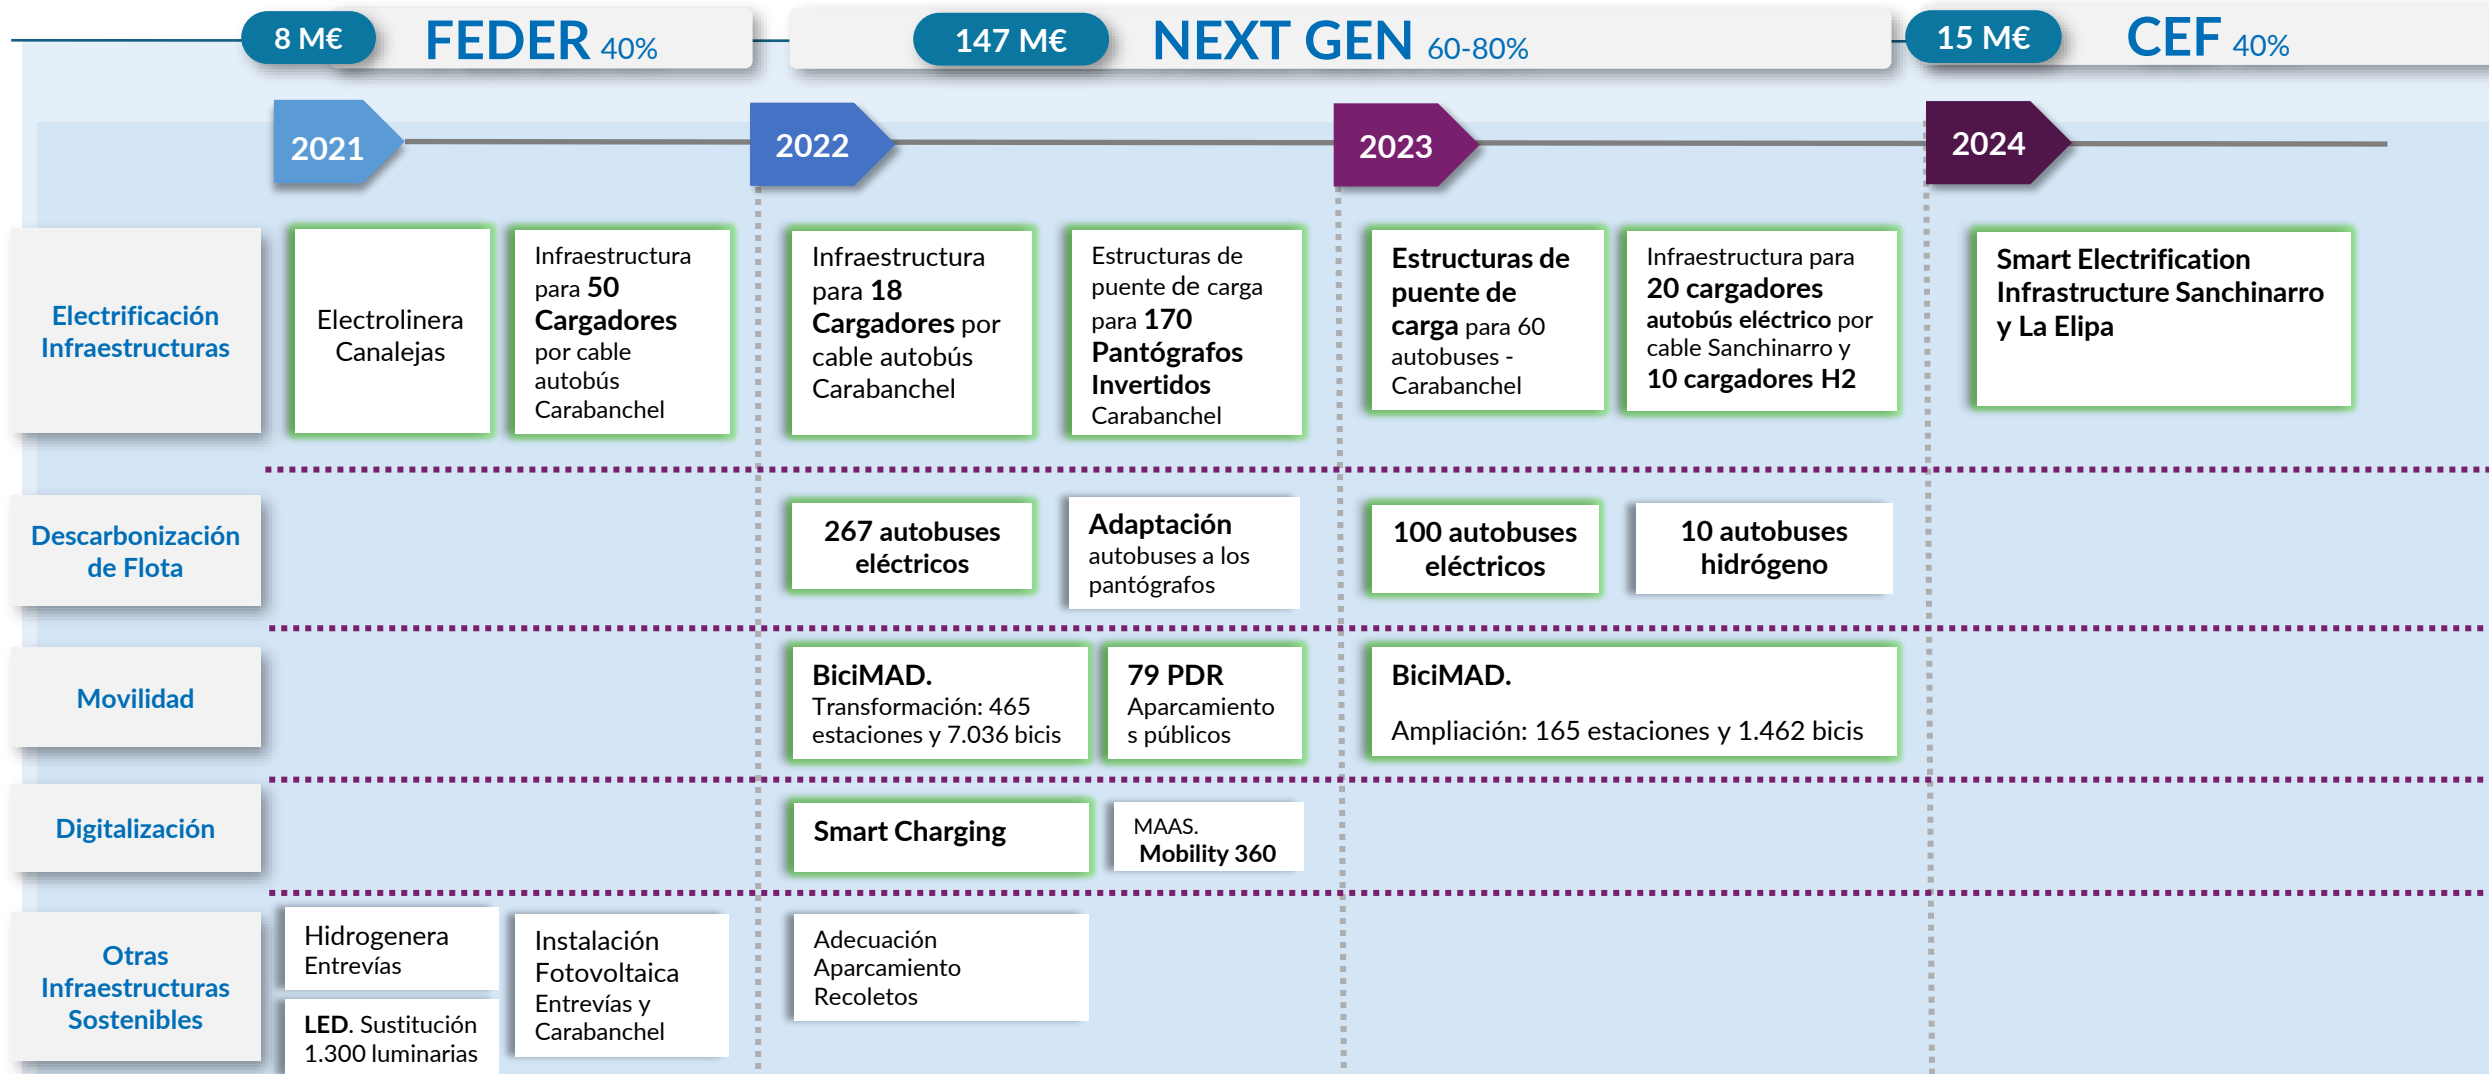 8 M€
FEDER 40%
147 M€
NEXT GEN 60-80%
15 M€
CEF 40%
2021
2022
2023
2024
Electrificación
Infraestructuras
Electrolinera
Canalejas
Infraestructura
para 50
Cargadores
por cable
autobús
Carabanchel
Infraestructura
para 18
Cargadores por
cable autobús
Carabanchel
Estructuras de
puente de carga
para 170
Pantógrafos
Invertidos
Carabanchel
Estructuras de
puente de
carga para 60
autobuses -
Carabanchel
Infraestructura para
20 cargadores
autobús eléctrico por
cable Sanchinarro y
10 cargadores H2
Smart Electrification
Infrastructure Sanchinarro
y La Elipa
Descarbonización
de Flota
267 autobuses
eléctricos
Adaptación
autobuses a los
pantógrafos
100 autobuses
eléctricos
10 autobuses
hidrógeno
Movilidad
BiciMAD.
Transformación: 465
estaciones y 7.036 bicis
79 PDR
Aparcamiento
s públicos
BiciMAD.
Ampliación: 165 estaciones y 1.462 bicis
Digitalización
Smart Charging
MAAS.
Mobility 360
Otras
Infraestructuras
Sostenibles
Hidrogenera
Entrevías
LED. Sustitución
1.300 luminarias
Instalación
Fotovoltaica
Entrevías y
Carabanchel
Adecuación
Aparcamiento
Recoletos